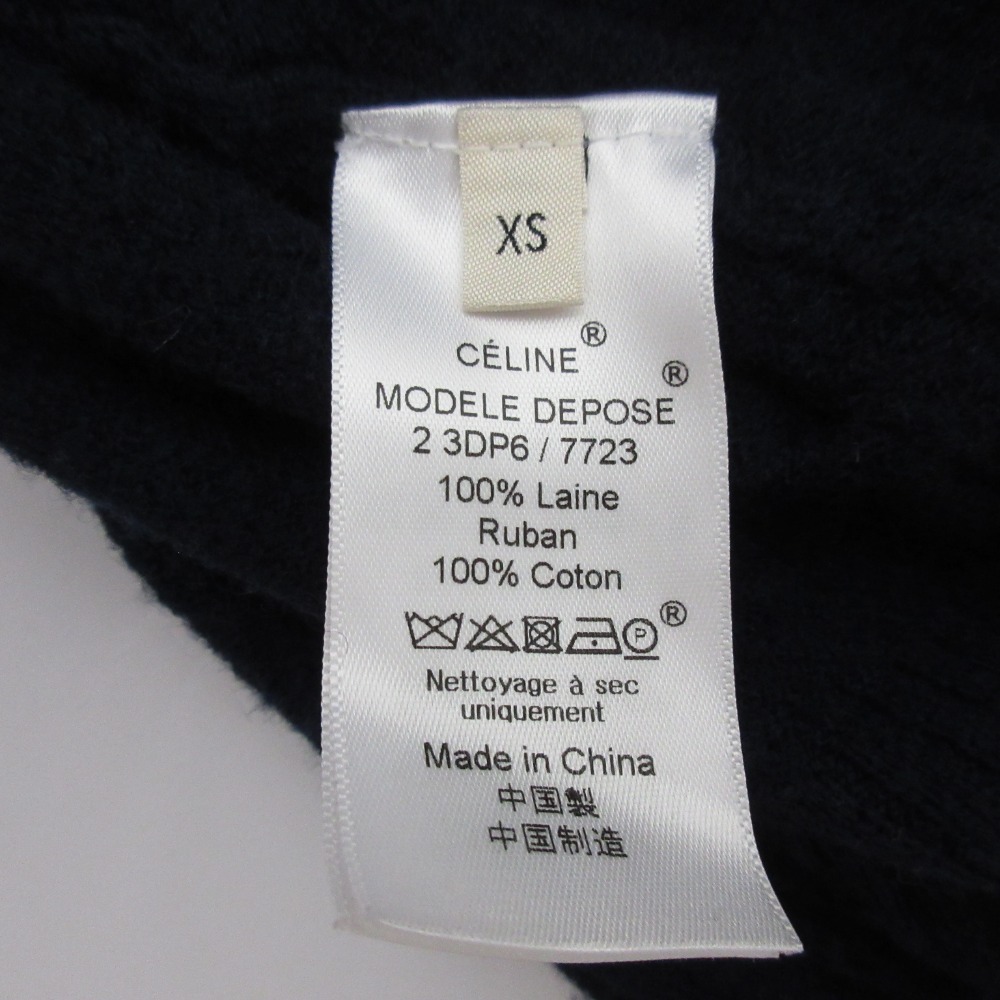 XS
CÉLINE®
MODELE DEPOSE®
2 3DP6 / 7723
100% Laine
Ruban
100% Coton
P ®
Nettoyage à sec
uniquement
Made in China
中国製
中国制造